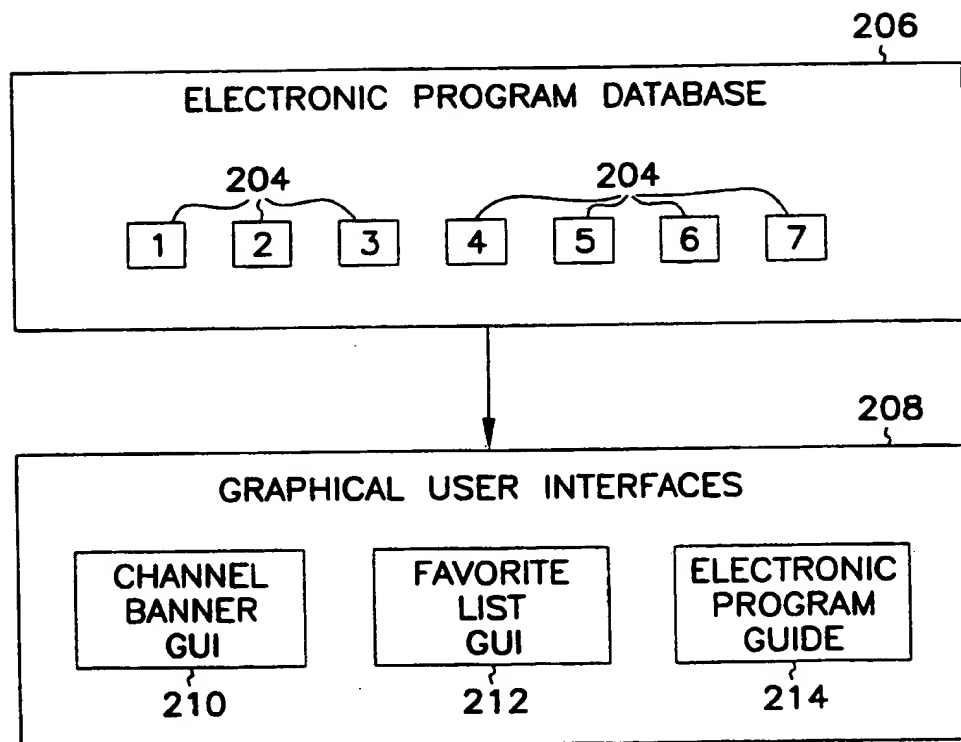 206
ELECTRONIC PROGRAM DATABASE
204 204
1 2 3 4 5 6 7
208
GRAPHICAL USER INTERFACES
CHANNEL
BANNER
GUI
210
FAVORITE
LIST
GUI
212
ELECTRONIC
PROGRAM
GUIDE
214